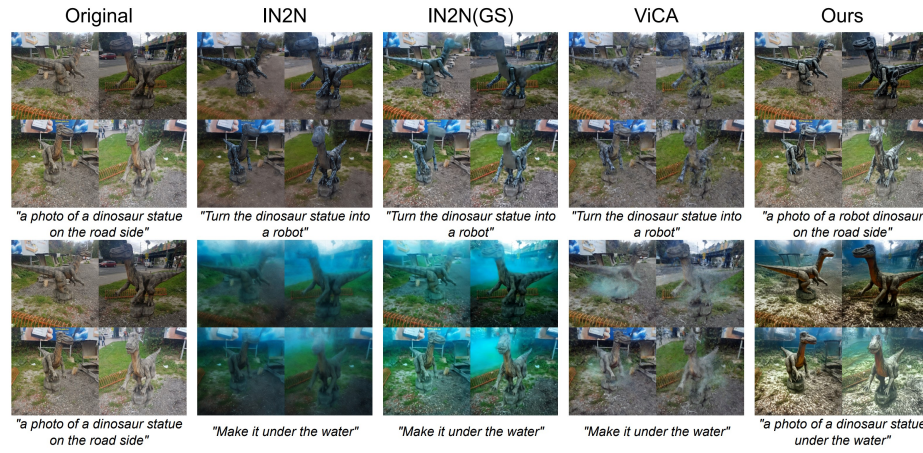 Original
IN2N
IN2N(GS)
ViCA
Ours
"a photo of a dinosaur statue
on the road side"
"Turn the dinosaur statue into
a robot"
"Turn the dinosaur statue into
a robot"
"Turn the dinosaur statue into
a robot"
"a photo of a robot dinosaur
on the road side"
"a photo of a dinosaur statue
on the road side"
"Make it under the water"
"Make it under the water"
"Make it under the water"
"a photo of a dinosaur statue
under the water"